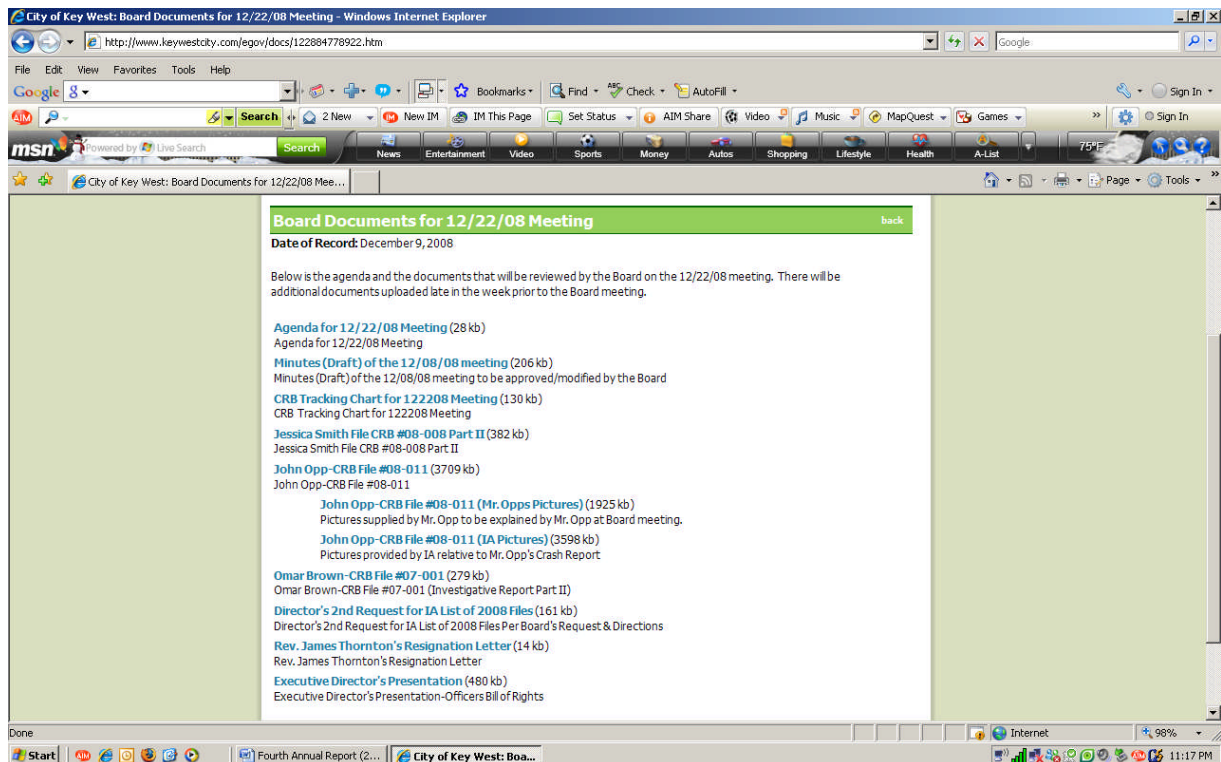 City of Key West: Board Documents for 12/22/08 Meeting - Windows Internet Explorer
http://www.keywestcity.com/egov/docs/122884778922.htm
Google
File Edit View Favorites Tools Help
Google Bookmarks Find Check AutoFill Sign In
AIM Search 2 New New IM IM This Page Set Status AIM Share Video Music MapQuest Games » Sign In
msn Powered by Live Search Search News Entertainment Video Sports Money Autos Shopping Lifestyle Health A-List 75°F
City of Key West: Board Documents for 12/22/08 Mee... Page Tools »
Board Documents for 12/22/08 Meeting back
Date of Record: December 9, 2008
Below is the agenda and the documents that will be reviewed by the Board on the 12/22/08 meeting. There will be
additional documents uploaded late in the week prior to the Board meeting.
Agenda for 12/22/08 Meeting (28 kb)
Agenda for 12/22/08 Meeting
Minutes (Draft) of the 12/08/08 meeting (206 kb)
Minutes (Draft) of the 12/08/08 meeting to be approved/modified by the Board
CRB Tracking Chart for 122208 Meeting (130 kb)
CRB Tracking Chart for 122208 Meeting
Jessica Smith File CRB #08-008 Part II (382 kb)
Jessica Smith File CRB #08-008 Part II
John Opp-CRB File #08-011 (3709 kb)
John Opp-CRB File #08-011
John Opp-CRB File #08-011 (Mr. Opps Pictures) (1925 kb)
Pictures supplied by Mr. Opp to be explained by Mr. Opp at Board meeting.
John Opp-CRB File #08-011 (IA Pictures) (3598 kb)
Pictures provided by IA relative to Mr. Opp's Crash Report
Omar Brown-CRB File #07-001 (279 kb)
Omar Brown-CRB File #07-001 (Investigative Report Part II)
Director's 2nd Request for IA List of 2008 Files (161 kb)
Director's 2nd Request for IA List of 2008 Files Per Board's Request & Directions
Rev. James Thornton's Resignation Letter (14 kb)
Rev. James Thornton's Resignation Letter
Executive Director's Presentation (480 kb)
Executive Director's Presentation-Officers Bill of Rights
Done Internet 98%
Start Fourth Annual Report (2... City of Key West: Boa... 11:17 PM